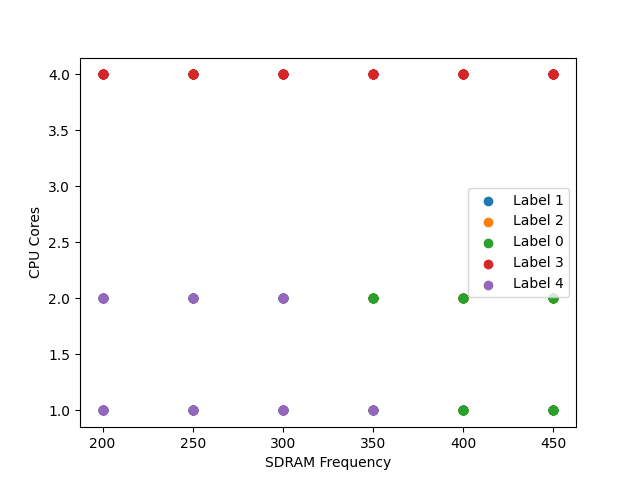 4.0
3.5
3.0
2.5
2.0
1.5
1.0
CPU Cores
Label 1
Label 2
Label 0
Label 3
Label 4
200 250 300 350 400 450
SDRAM Frequency